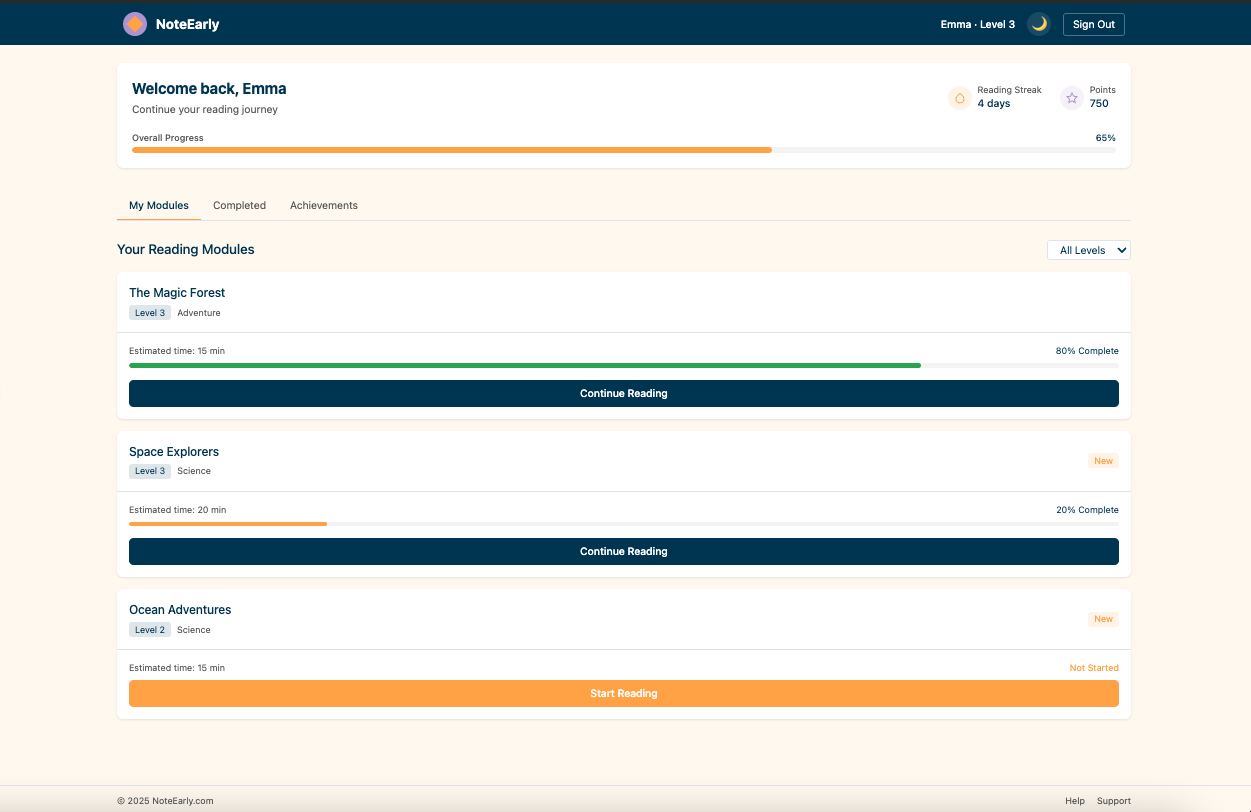 NoteEarly
Emma · Level 3
Sign Out
Welcome back, Emma
Continue your reading journey
Reading Streak
4 days
Points
750
Overall Progress
65%
My Modules
Completed
Achievements
Your Reading Modules
All Levels
The Magic Forest
Level 3
Adventure
Estimated time: 15 min
80% Complete
Continue Reading
Space Explorers
Level 3
Science
New
Estimated time: 20 min
20% Complete
Continue Reading
Ocean Adventures
Level 2
Science
New
Estimated time: 15 min
Not Started
Start Reading
© 2025 NoteEarly.com
Help
Support